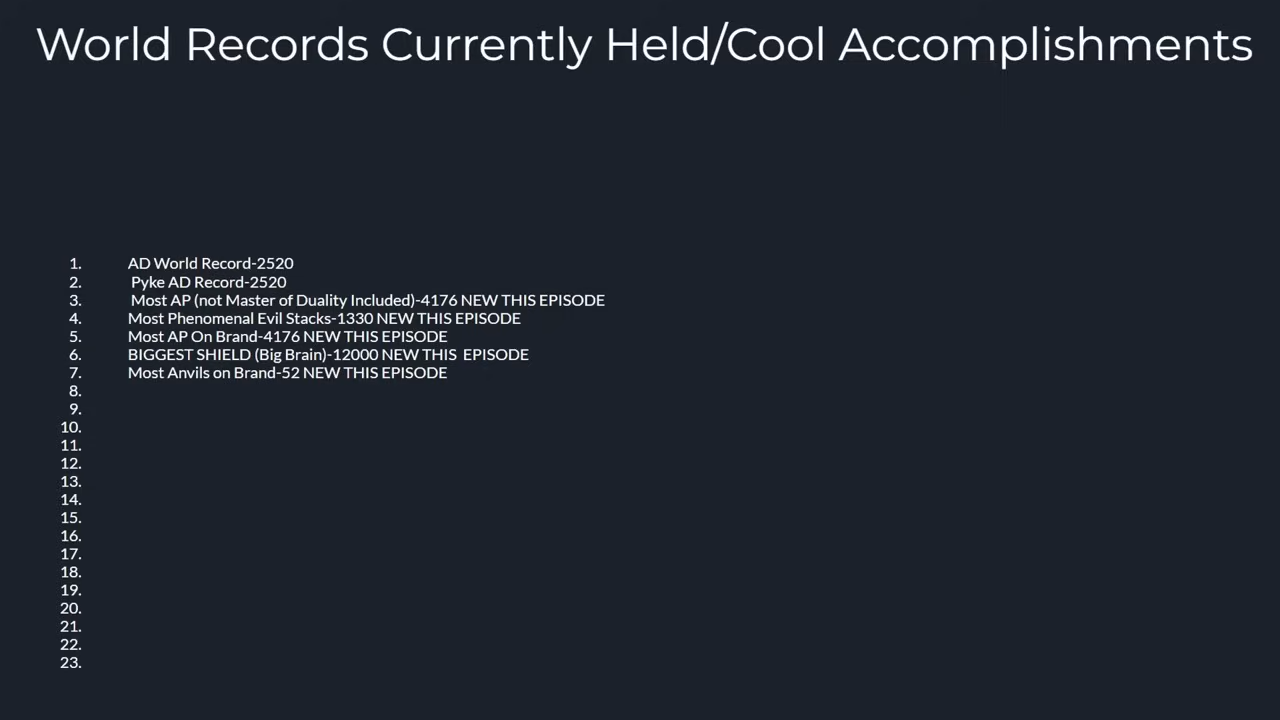 World Records Currently Held/Cool Accomplishments
1. AD World Record-2520
2. Pyke AD Record-2520
3. Most AP (not Master of Duality Included)-4176 NEW THIS EPISODE
4. Most Phenomenal Evil Stacks-1330 NEW THIS EPISODE
5. Most AP On Brand-4176 NEW THIS EPISODE
6. BIGGEST SHIELD (Big Brain)-12000 NEW THIS EPISODE
7. Most Anvils on Brand-52 NEW THIS EPISODE
8.
9.
10.
11.
12.
13.
14.
15.
16.
17.
18.
19.
20.
21.
22.
23.